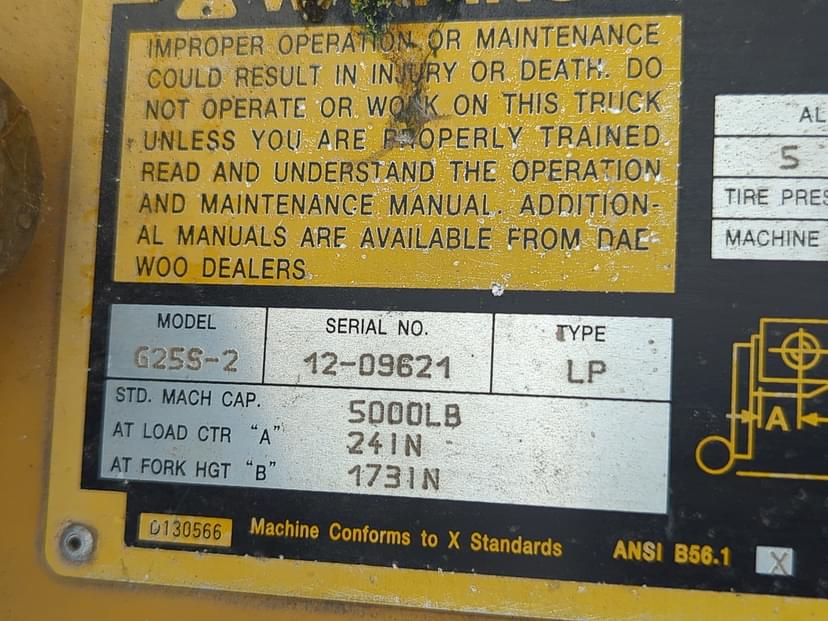 WARNING
IMPROPER OPERATION OR MAINTENANCE
COULD RESULT IN INJURY OR DEATH. DO
NOT OPERATE OR WORK ON THIS TRUCK
UNLESS YOU ARE PROPERLY TRAINED
READ AND UNDERSTAND THE OPERATION
AND MAINTENANCE MANUAL. ADDITION-
AL MANUALS ARE AVAILABLE FROM DAE-
WOO DEALERS
AL
5
TIRE PRES
MACHINE
MODEL SERIAL NO. TYPE
G25S-2 12-09621 LP
STD. MACH CAP. 5000LB
AT LOAD CTR "A" 24IN
AT FORK HGT "B" 173IN
A
D130566 Machine Conforms to X Standards ANSI B56.1 X